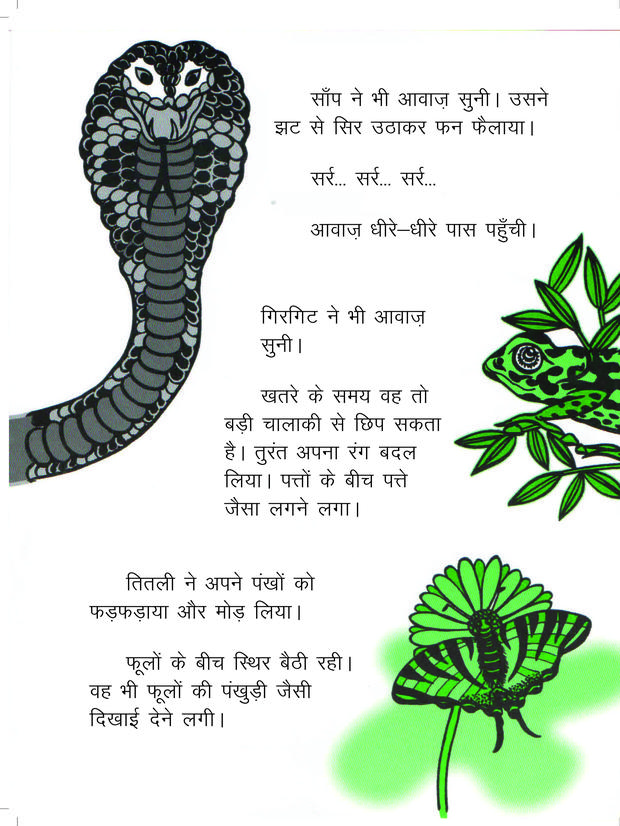 साँप ने भी आवाज़ सुनी। उसने
झट से सिर उठाकर फन फैलाया।
सर्र... सर्र... सर्र...
आवाज़ धीरे–धीरे पास पहुँची।
गिरगिट ने भी आवाज़
सुनी।
खतरे के समय वह तो
बड़ी चालाकी से छिप सकता
है। तुरंत अपना रंग बदल
लिया। पत्तों के बीच पत्ते
जैसा लगने लगा।
तितली ने अपने पंखों को
फड़फड़ाया और मोड़ लिया।
फूलों के बीच स्थिर बैठी रही।
वह भी फूलों की पंखुड़ी जैसी
दिखाई देने लगी।